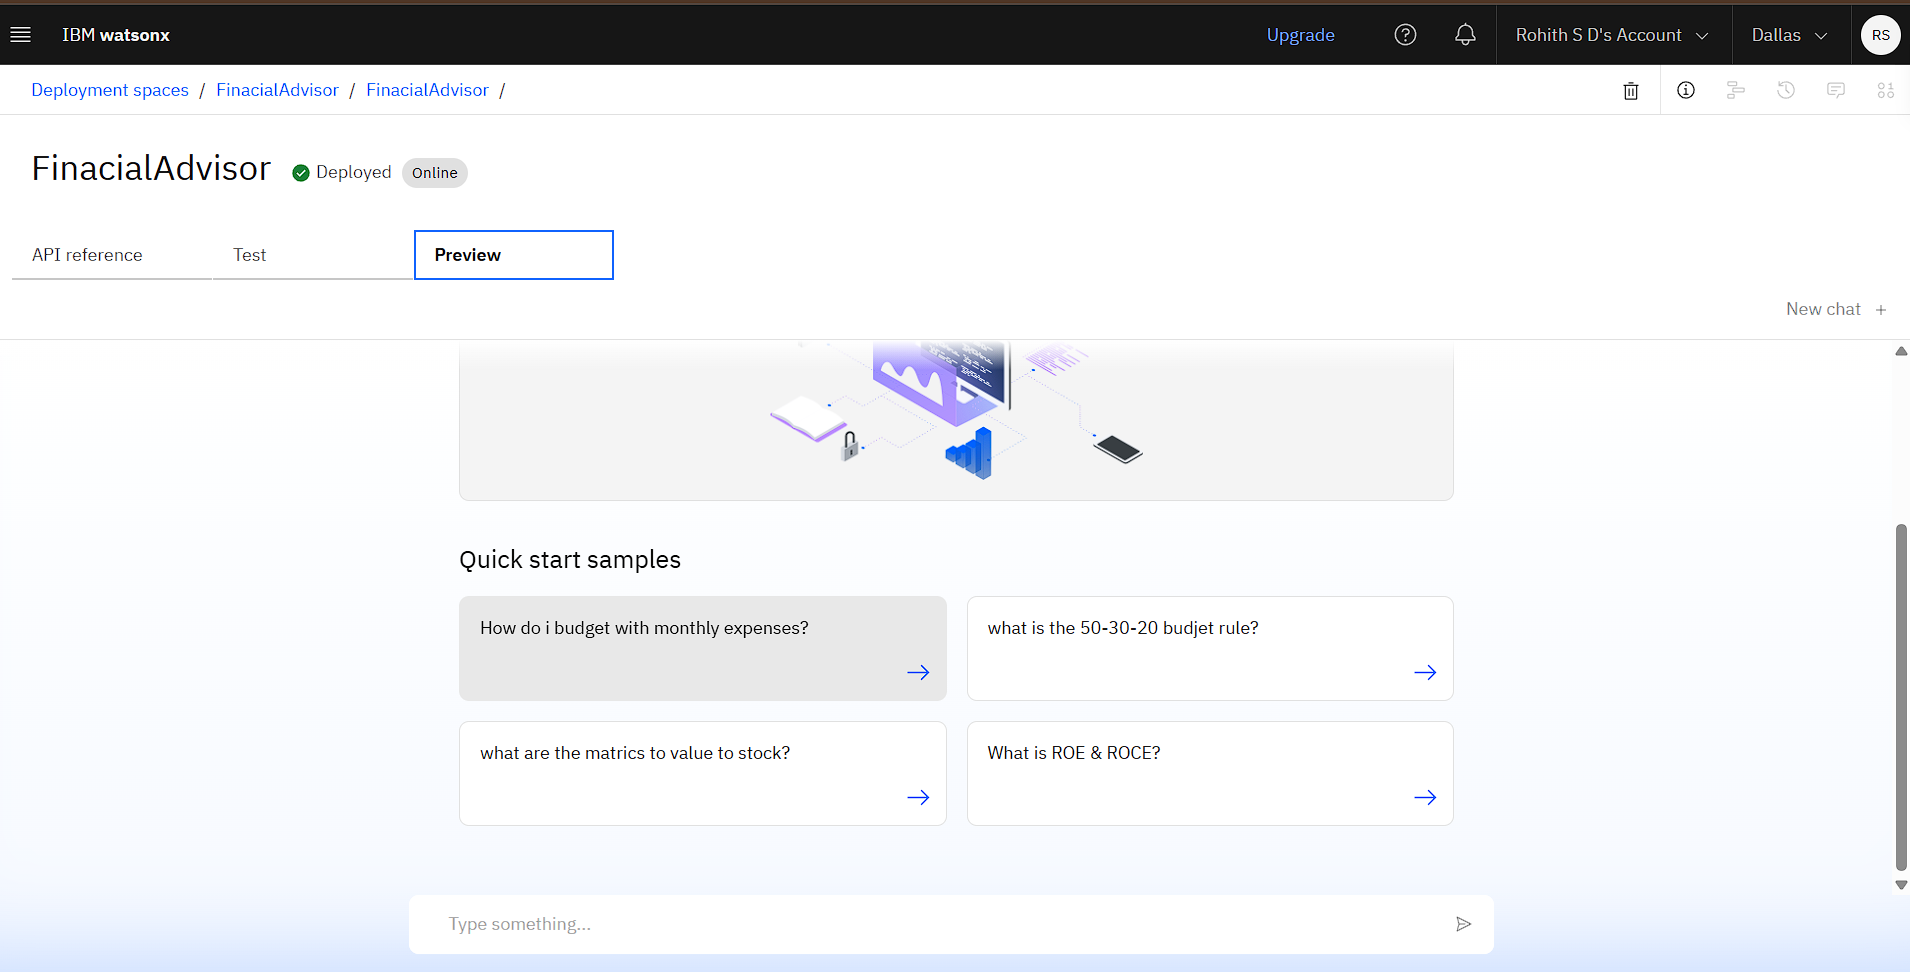 IBM watsonx
Upgrade
Rohith S D's Account
Dallas
RS
Deployment spaces / FinacialAdvisor / FinacialAdvisor /
FinacialAdvisor
Deployed
Online
API reference
Test
Preview
New chat +
Quick start samples
How do i budget with monthly expenses?
what is the 50-30-20 budjet rule?
what are the matrics to value to stock?
What is ROE & ROCE?
Type something...